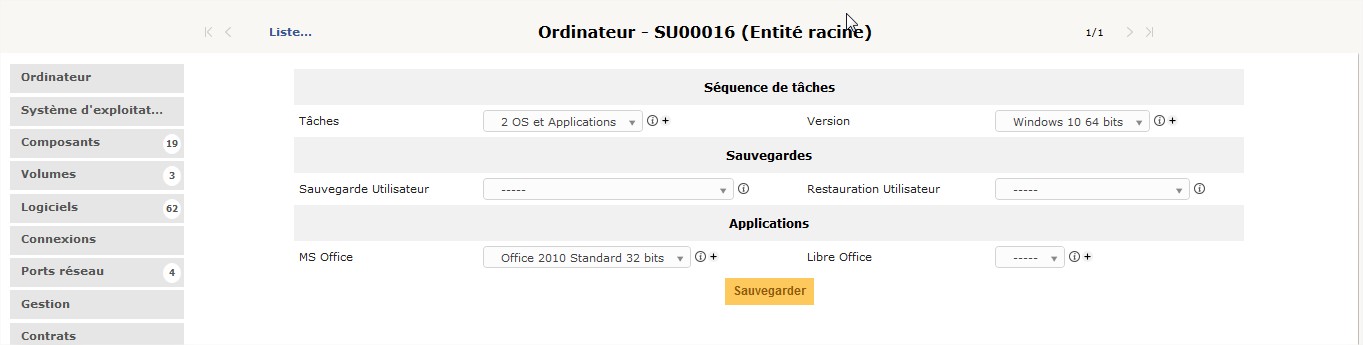 Liste...
Ordinateur - SU00016 (Entité racine)
1/1
Ordinateur
Système d'exploitat...
Composants 19
Volumes 3
Logiciels 62
Connexions
Ports réseau 4
Gestion
Contrats
Séquence de tâches
Tâches 2 OS et Applications + Version Windows 10 64 bits +
Sauvegardes
Sauvegarde Utilisateur ----- Restauration Utilisateur -----
Applications
MS Office Office 2010 Standard 32 bits + Libre Office ----- +
Sauvegarder